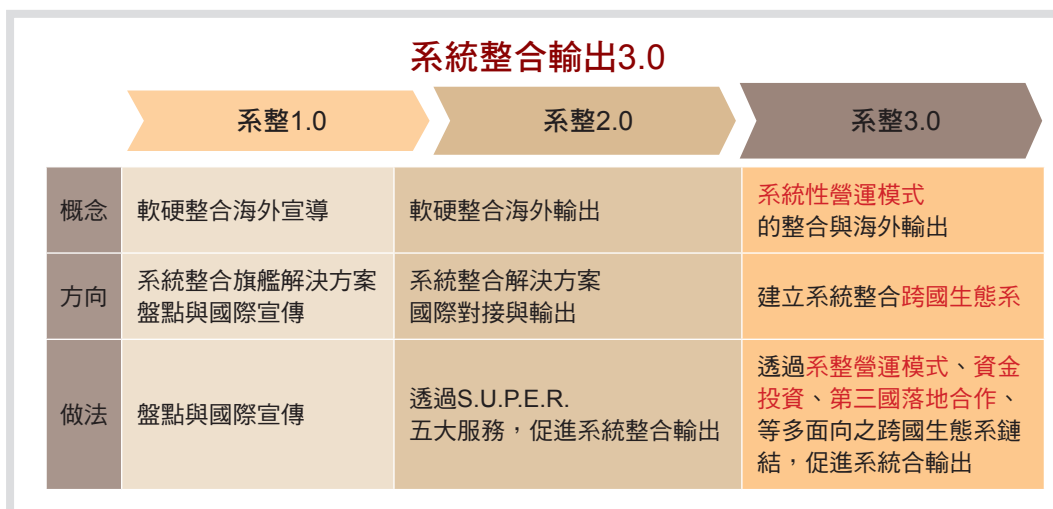 系統整合輸出3.0
系整1.0
系整2.0
系整3.0
概念
軟硬整合海外宣導
軟硬整合海外輸出
系統性營運模式
的整合與海外輸出
方向
系統整合旗艦解決方案
盤點與國際宣傳
系統整合解決方案
國際對接與輸出
建立系統整合跨國生態系
做法
盤點與國際宣傳
透過S.U.P.E.R.
五大服務，促進系統整合輸出
透過系整營運模式、資金
投資、第三國落地合作、
等多面向之跨國生態系鏈
結，促進系統合輸出